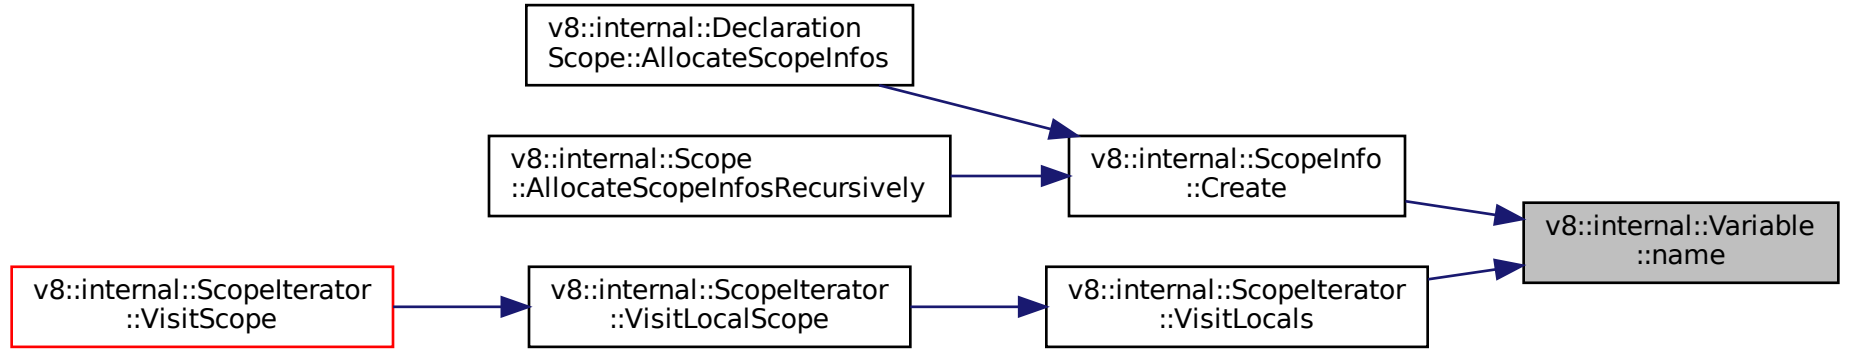 v8::internal::Declaration
Scope::AllocateScopeInfos
v8::internal::Scope
::AllocateScopeInfosRecursively
v8::internal::ScopeInfo
::Create
v8::internal::Variable
::name
v8::internal::ScopeIterator
::VisitScope
v8::internal::ScopeIterator
::VisitLocalScope
v8::internal::ScopeIterator
::VisitLocals